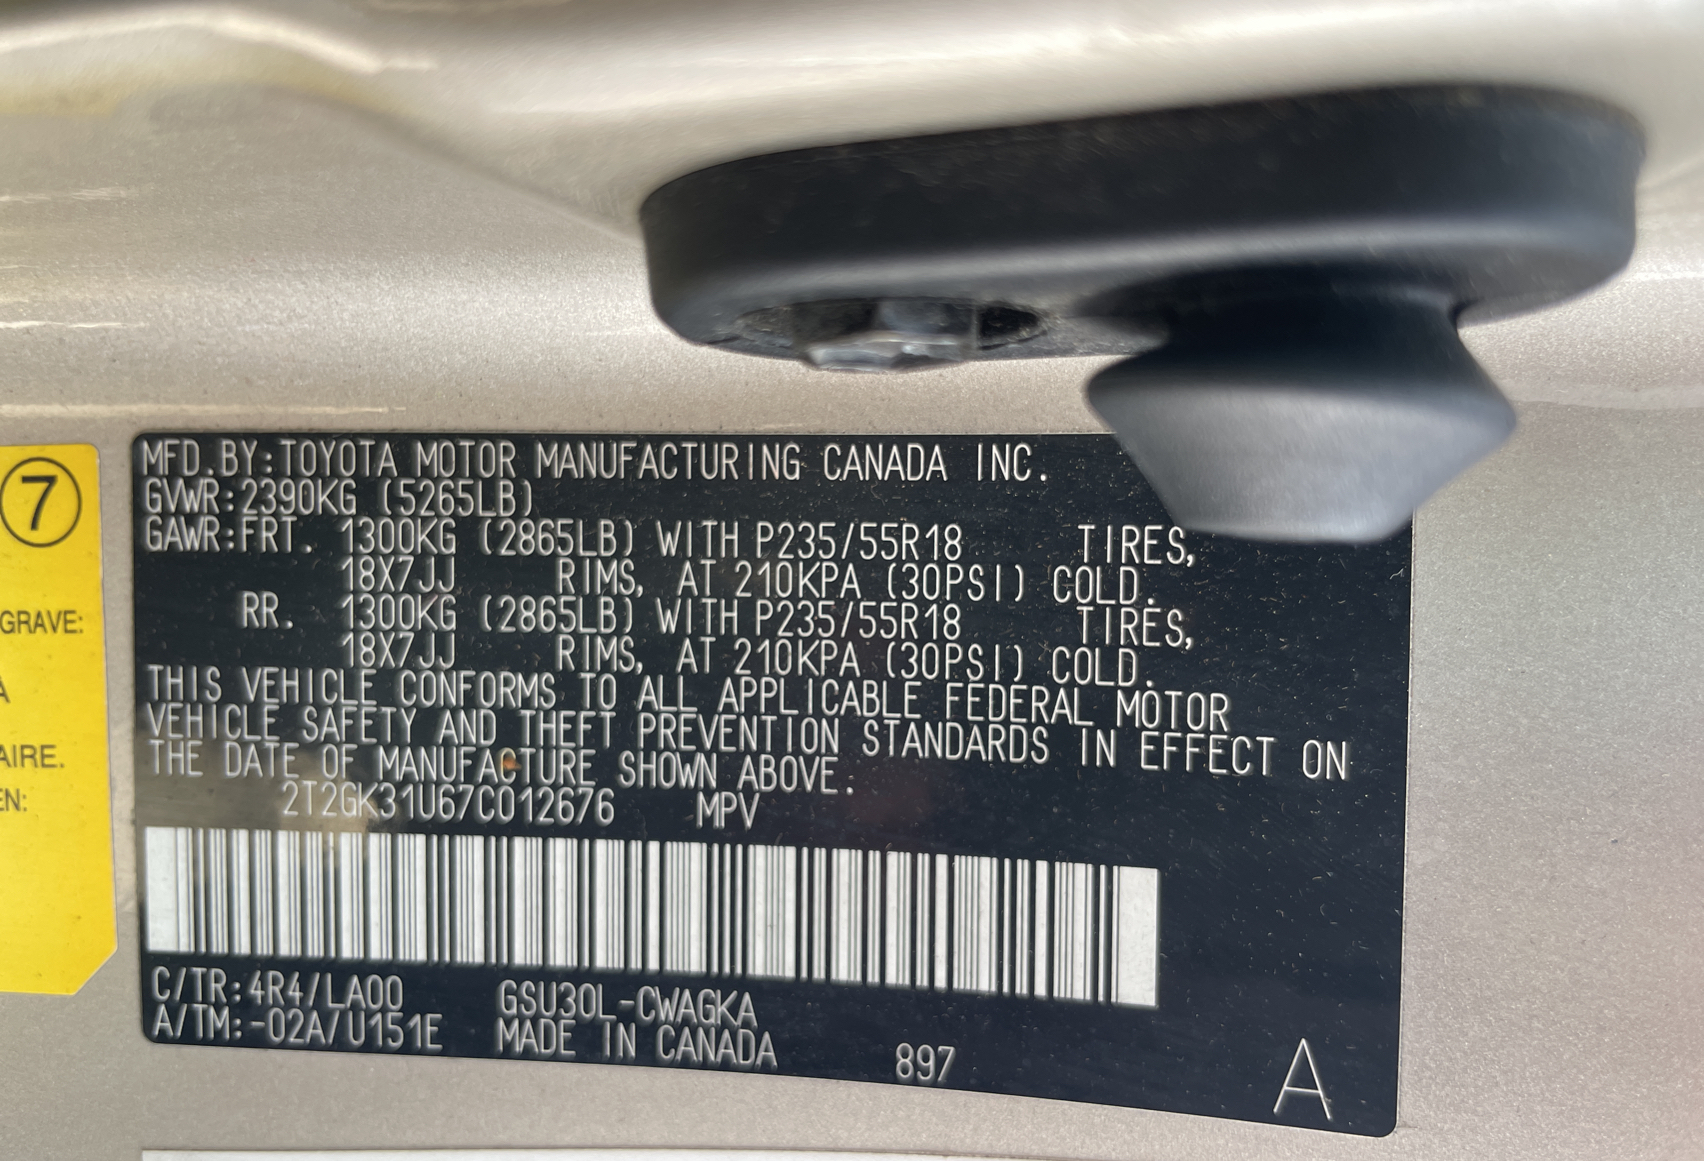 MFD.BY:TOYOTA MOTOR MANUFACTURING CANADA INC.
GVWR:2390KG (5265LB)
GAWR:FRT. 1300KG (2865LB) WITH P235/55R18 TIRES,
18X7JJ RIMS, AT 210KPA (30PSI) COLD.
RR. 1300KG (2865LB) WITH P235/55R18 TIRES,
18X7JJ RIMS, AT 210KPA (30PSI) COLD.
THIS VEHICLE CONFORMS TO ALL APPLICABLE FEDERAL MOTOR
VEHICLE SAFETY AND THEFT PREVENTION STANDARDS IN EFFECT ON
THE DATE OF MANUFACTURE SHOWN ABOVE.
2T2GK31U67C012676 MPV
C/TR:4R4/LA00 GSU30L-CWAGKA
A/TM:-02A/U151E MADE IN CANADA 897
A
7
GRAVE:
A
AIRE.
EN: